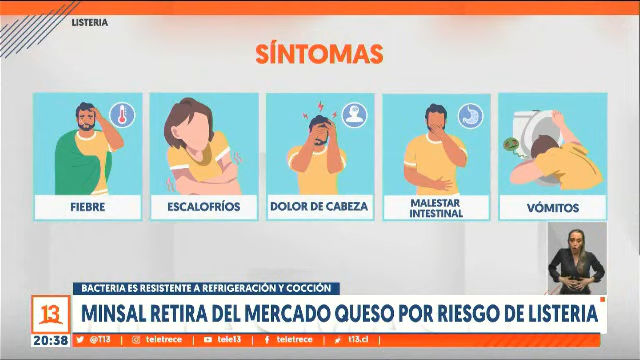 LISTERIA
SÍNTOMAS
FIEBRE
ESCALOFRÍOS
DOLOR DE CABEZA
MALESTAR
INTESTINAL
VÓMITOS
BACTERIA ES RESISTENTE A REFRIGERACIÓN Y COCCIÓN
MINSAL RETIRA DEL MERCADO QUESO POR RIESGO DE LISTERIA
13
20:38
@T13 teletrece tele13 teletrece t13.cl